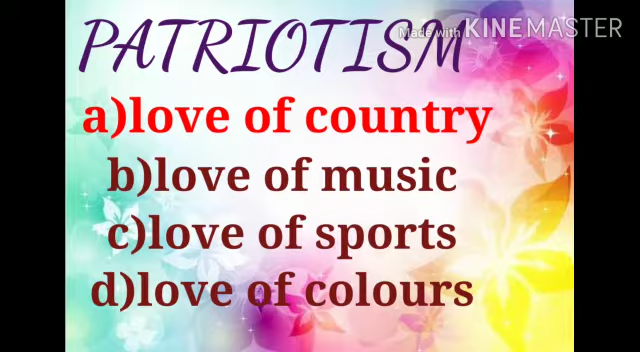 Made with KINEMASTER
PATRIOTISM
a)love of country
b)love of music
c)love of sports
d)love of colours